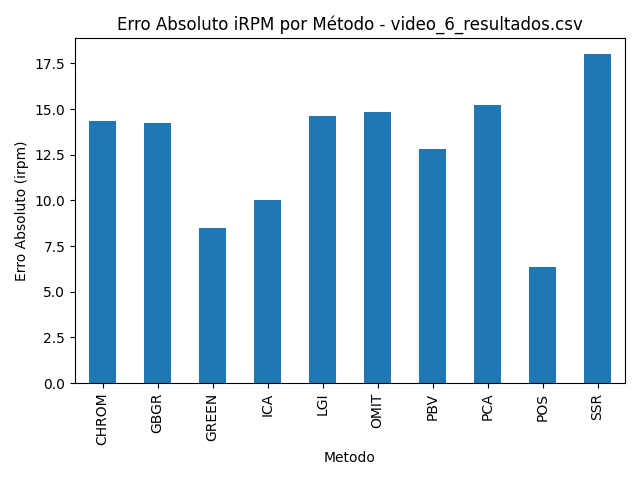 Erro Absoluto iRPM por Método - video_6_resultados.csv
Erro Absoluto (irpm)
17.5
15.0
12.5
10.0
7.5
5.0
2.5
0.0
CHROM
GBGR
GREEN
ICA
LGI
OMIT
PBV
PCA
POS
SSR
Metodo